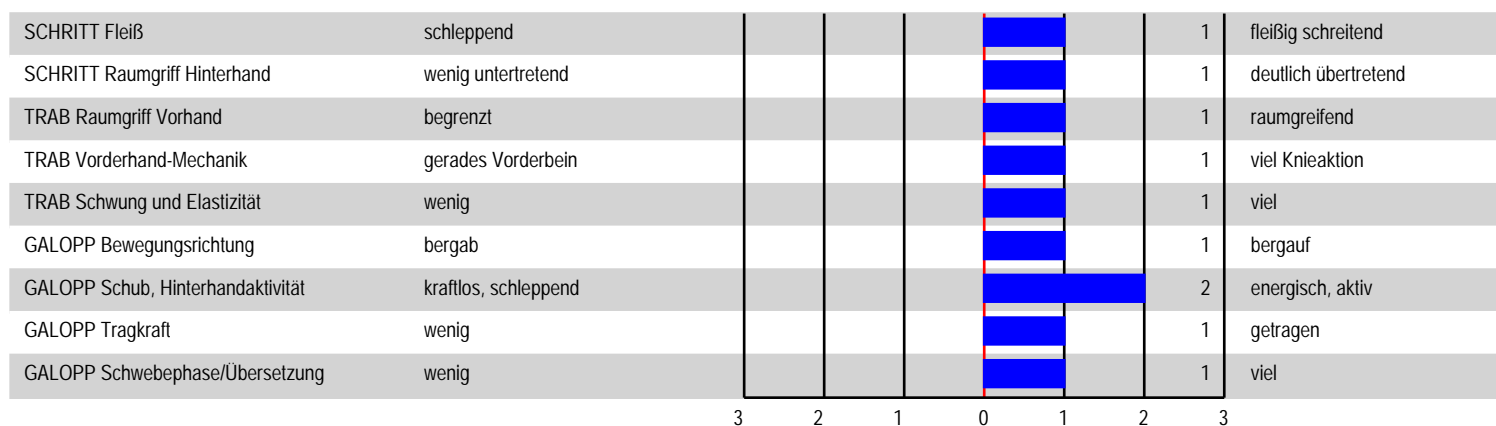 SCHRITT Fleiß schleppend 1 fleißig schreitend
SCHRITT Raumgriff Hinterhand wenig untertretend 1 deutlich übertretend
TRAB Raumgriff Vorhand begrenzt 1 raumgreifend
TRAB Vorderhand-Mechanik gerades Vorderbein 1 viel Knieaktion
TRAB Schwung und Elastizität wenig 1 viel
GALOPP Bewegungsrichtung bergab 1 bergauf
GALOPP Schub, Hinterhandaktivität kraftlos, schleppend 2 energisch, aktiv
GALOPP Tragkraft wenig 1 getragen
GALOPP Schwebephase/Übersetzung wenig 1 viel
3 2 1 0 1 2 3